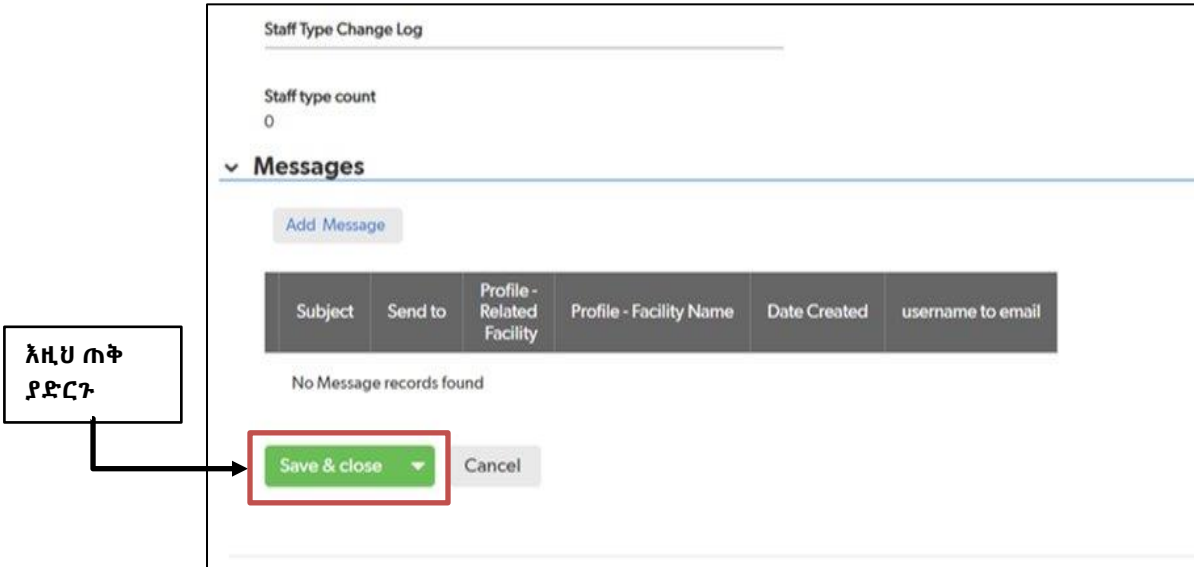 Staff Type Change Log
Staff type count
0
Messages
Add Message
Subject Send to Profile - Related Facility Profile - Facility Name Date Created username to email
No Message records found
እዚህ ጠቅ
ያድርጉ
Save & close
Cancel